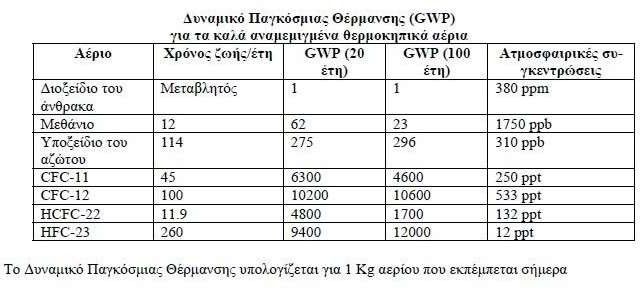 Δυναμικό Παγκόσμιας Θέρμανσης (GWP)
για τα καλά αναμεμιγμένα θερμοκηπικά αέρια
Αέριο Χρόνος ζωής/έτη GWP (20 έτη) GWP (100 έτη) Ατμοσφαιρικές συ-γκεντρώσεις
Διοξείδιο του άνθρακα Μεταβλητός 1 1 380 ppm
Μεθάνιο 12 62 23 1750 ppb
Υποξείδιο του αζώτου 114 275 296 310 ppb
CFC-11 45 6300 4600 250 ppt
CFC-12 100 10200 10600 533 ppt
HCFC-22 11.9 4800 1700 132 ppt
HFC-23 260 9400 12000 12 ppt
Το Δυναμικό Παγκόσμιας Θέρμανσης υπολογίζεται για 1 Kg αερίου που εκπέμπεται σήμερα